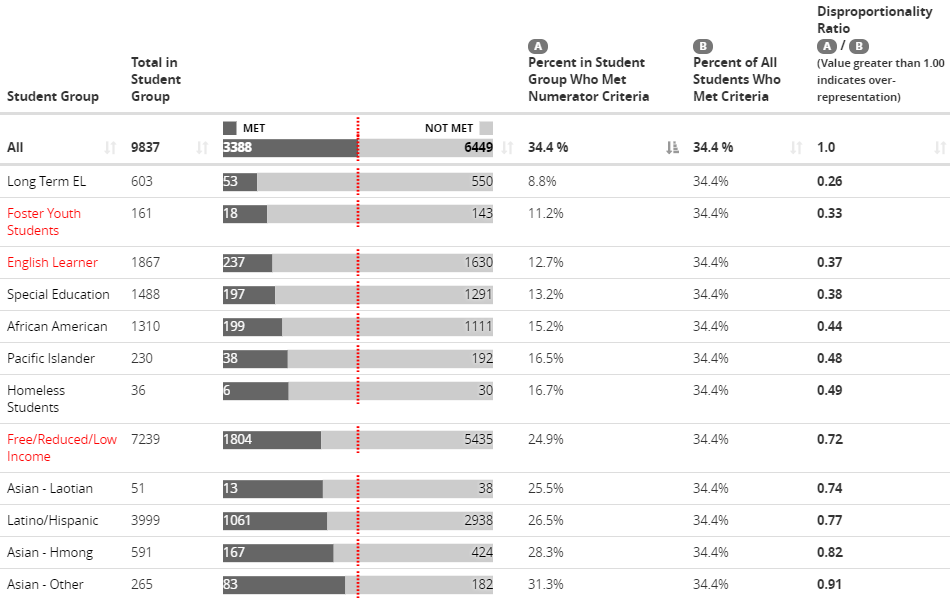 Disproportionality
Ratio
A / B
(Value greater than 1.00
indicates over-
representation)
A
Percent in Student
Group Who Met
Numerator Criteria
B
Percent of All
Students Who
Met Criteria
Total in
Student
Group
Student Group
MET NOT MET
All 9837 3388 6449 34.4 % 34.4 % 1.0
Long Term EL 603 53 550 8.8% 34.4% 0.26
Foster Youth
Students 161 18 143 11.2% 34.4% 0.33
English Learner 1867 237 1630 12.7% 34.4% 0.37
Special Education 1488 197 1291 13.2% 34.4% 0.38
African American 1310 199 1111 15.2% 34.4% 0.44
Pacific Islander 230 38 192 16.5% 34.4% 0.48
Homeless
Students 36 6 30 16.7% 34.4% 0.49
Free/Reduced/Low
Income 7239 1804 5435 24.9% 34.4% 0.72
Asian - Laotian 51 13 38 25.5% 34.4% 0.74
Latino/Hispanic 3999 1061 2938 26.5% 34.4% 0.77
Asian - Hmong 591 167 424 28.3% 34.4% 0.82
Asian - Other 265 83 182 31.3% 34.4% 0.91